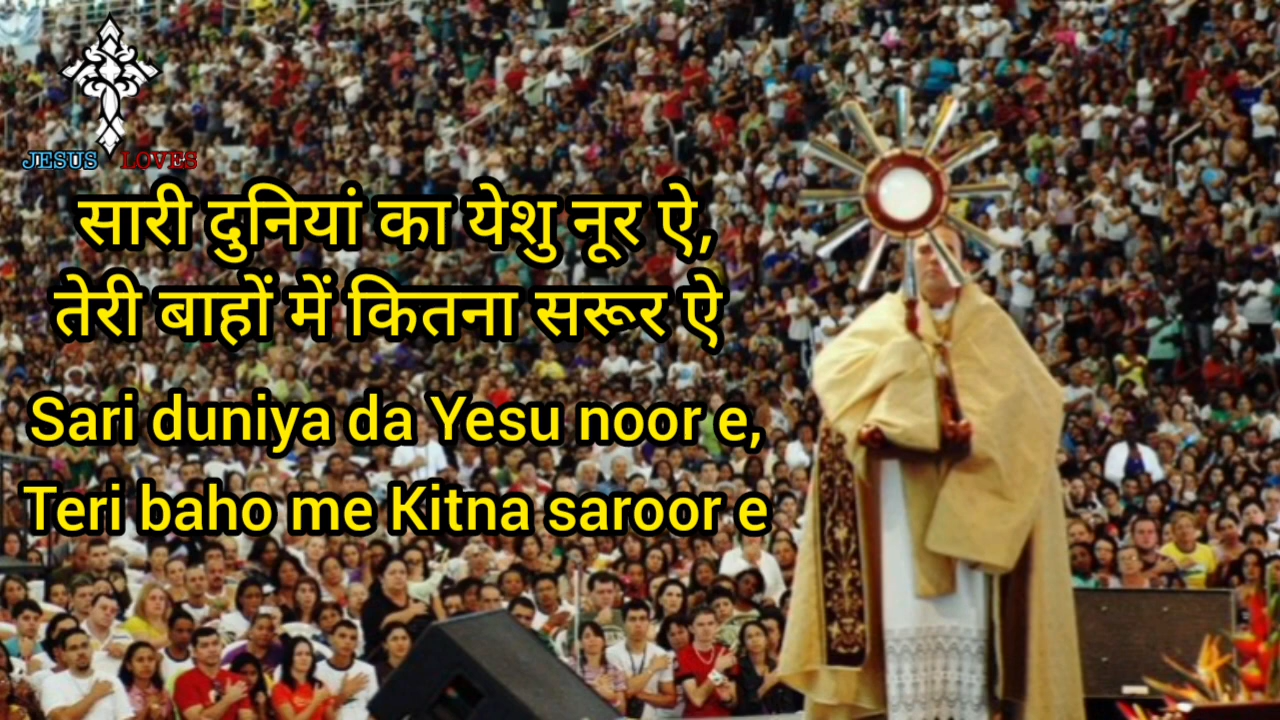 JESUS LOVES
सारी दुनियां का येशु नूर ऐ,
तेरी बाहों में कितना सरूर ऐ
Sari duniya da Yesu noor e,
Teri baho me Kitna saroor e